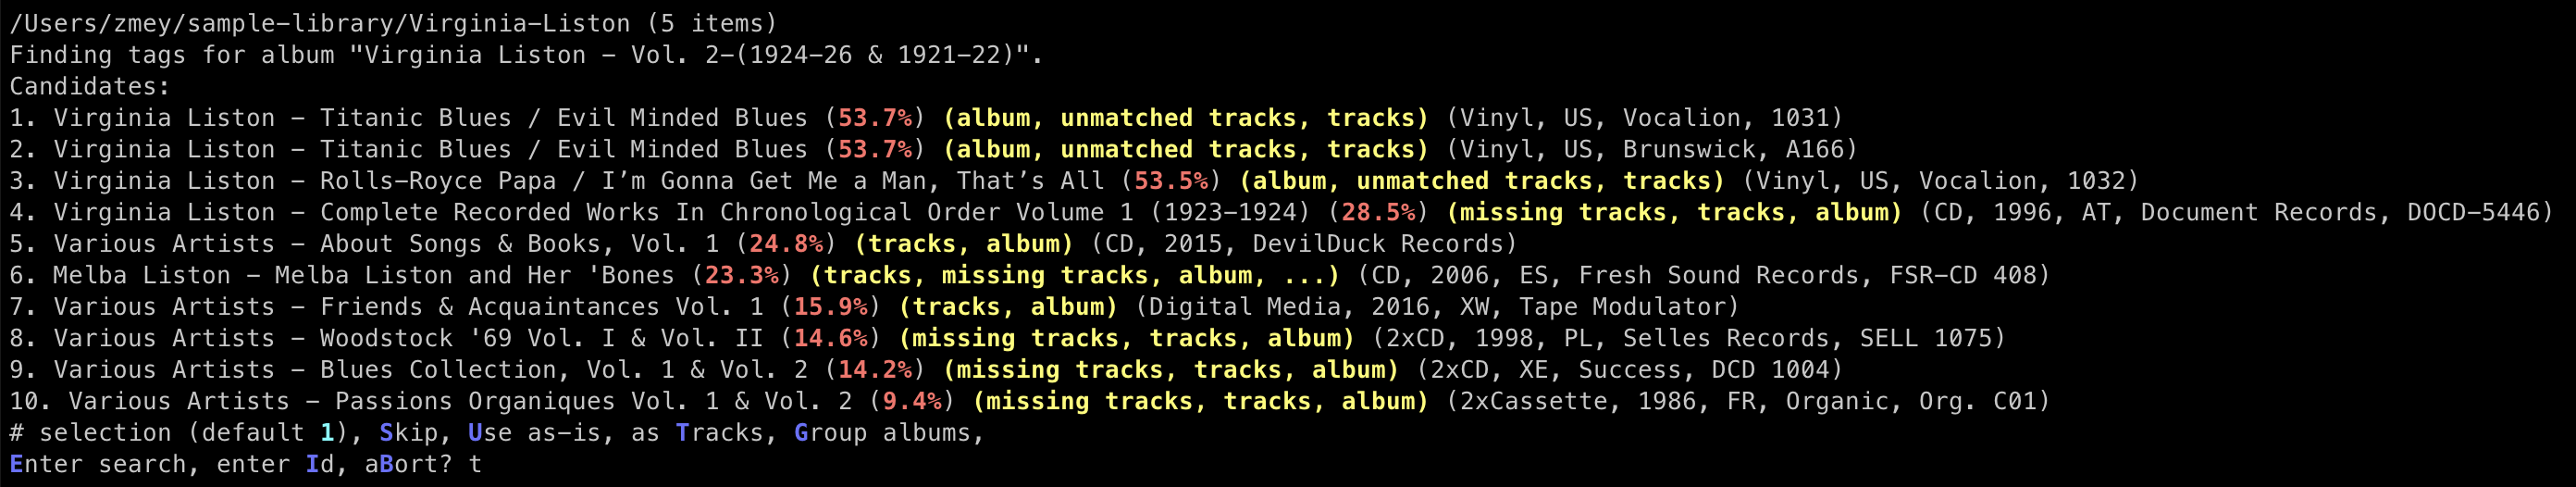 /Users/zmey/sample-library/Virginia-Liston (5 items)
Finding tags for album "Virginia Liston - Vol. 2-(1924-26 & 1921-22)".
Candidates:
1. Virginia Liston - Titanic Blues / Evil Minded Blues (53.7%) (album, unmatched tracks, tracks) (Vinyl, US, Vocalion, 1031)
2. Virginia Liston - Titanic Blues / Evil Minded Blues (53.7%) (album, unmatched tracks, tracks) (Vinyl, US, Brunswick, A166)
3. Virginia Liston - Rolls-Royce Papa / I’m Gonna Get Me a Man, That’s All (53.5%) (album, unmatched tracks, tracks) (Vinyl, US, Vocalion, 1032)
4. Virginia Liston - Complete Recorded Works In Chronological Order Volume 1 (1923-1924) (28.5%) (missing tracks, tracks, album) (CD, 1996, AT, Document Records, DOCD-5446)
5. Various Artists - About Songs & Books, Vol. 1 (24.8%) (tracks, album) (CD, 2015, DevilDuck Records)
6. Melba Liston - Melba Liston and Her 'Bones (23.3%) (tracks, missing tracks, album, ...) (CD, 2006, ES, Fresh Sound Records, FSR-CD 408)
7. Various Artists - Friends & Acquaintances Vol. 1 (15.9%) (tracks, album) (Digital Media, 2016, XW, Tape Modulator)
8. Various Artists - Woodstock '69 Vol. I & Vol. II (14.6%) (missing tracks, tracks, album) (2xCD, 1998, PL, Selles Records, SELL 1075)
9. Various Artists - Blues Collection, Vol. 1 & Vol. 2 (14.2%) (missing tracks, tracks, album) (2xCD, XE, Success, DCD 1004)
10. Various Artists - Passions Organiques Vol. 1 & Vol. 2 (9.4%) (missing tracks, tracks, album) (2xCassette, 1986, FR, Organic, Org. C01)
# selection (default 1), Skip, Use as-is, as Tracks, Group albums,
Enter search, enter Id, aBort? t